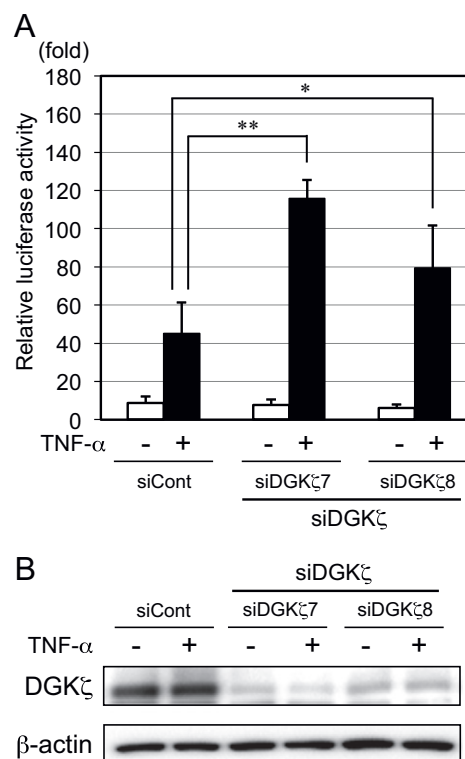 A
(fold)
180
160
140
120
100
80
60
40
20
0
Relative luciferase activity
*
**
TNF-α - + - + - +
siCont siDGKζ7 siDGKζ8
siDGKζ
B
siDGKζ
siCont siDGKζ7 siDGKζ8
TNF-α - + - + - +
DGKζ
β-actin